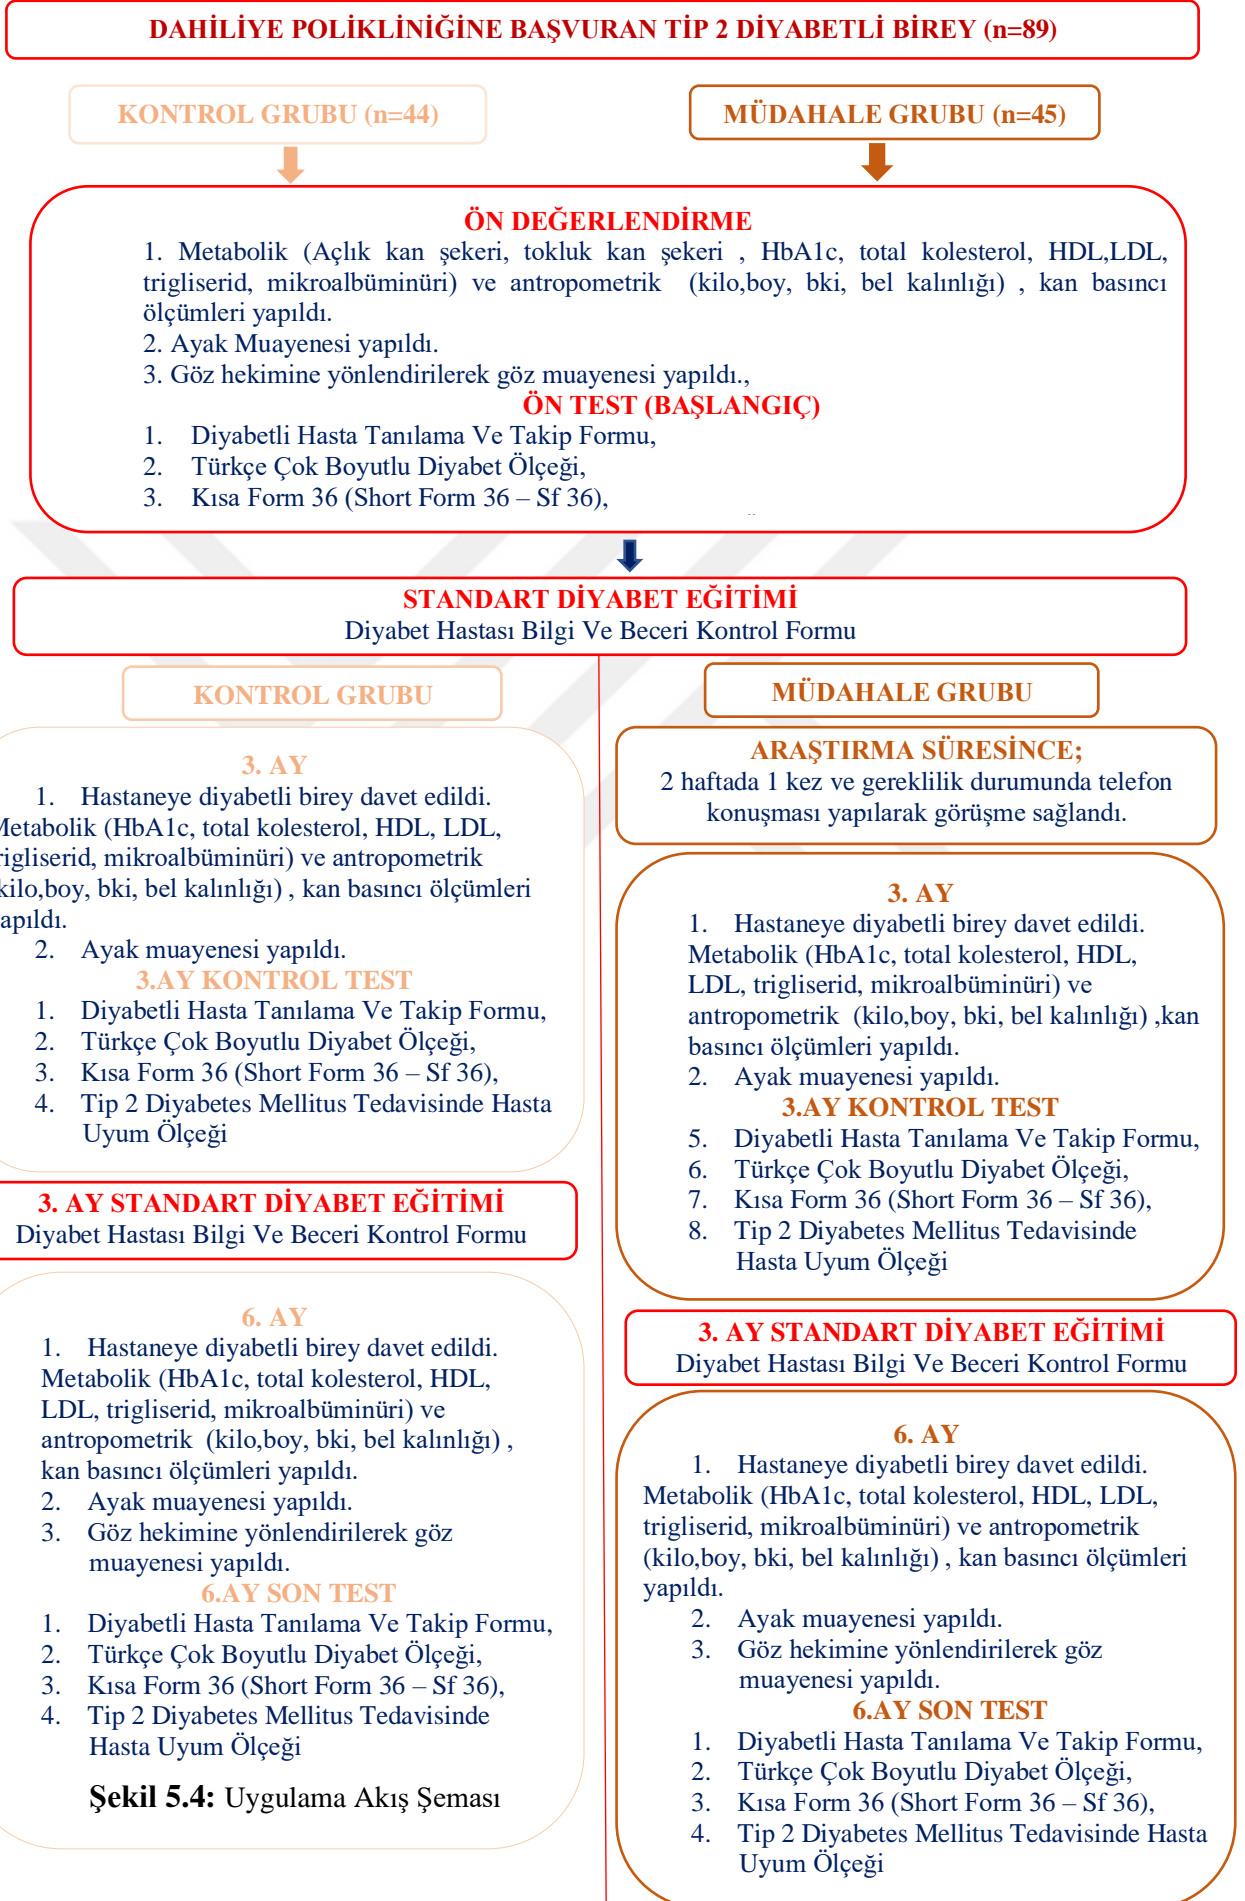 DAHİLİYE POLİKLİNİĞİNE BAŞVURAN TİP 2 DİYABETLİ BİREY (n=89)
KONTROL GRUBU (n=44)
MÜDAHALE GRUBU (n=45)
ÖN DEĞERLENDİRME
1. Metabolik (Açlık kan şekeri, tokluk kan şekeri , HbA1c, total kolesterol, HDL,LDL,
trigliserid, mikroalbüminüri) ve antropometrik (kilo,boy, bki, bel kalınlığı) , kan basıncı
ölçümleri yapıldı.
2. Ayak Muayenesi yapıldı.
3. Göz hekimine yönlendirilerek göz muayenesi yapıldı.,
ÖN TEST (BAŞLANGIÇ)
1. Diyabetli Hasta Tanılama Ve Takip Formu,
2. Türkçe Çok Boyutlu Diyabet Ölçeği,
3. Kısa Form 36 (Short Form 36 – Sf 36),
STANDART DİYABET EĞİTİMİ
Diyabet Hastası Bilgi Ve Beceri Kontrol Formu
KONTROL GRUBU
3. AY
1. Hastaneye diyabetli birey davet edildi.
Metabolik (HbA1c, total kolesterol, HDL, LDL,
rigliserid, mikroalbüminüri) ve antropometrik
kilo,boy, bki, bel kalınlığı) , kan basıncı ölçümleri
apıldı.
2. Ayak muayenesi yapıldı.
3.AY KONTROL TEST
1. Diyabetli Hasta Tanılama Ve Takip Formu,
2. Türkçe Çok Boyutlu Diyabet Ölçeği,
3. Kısa Form 36 (Short Form 36 – Sf 36),
4. Tip 2 Diyabetes Mellitus Tedavisinde Hasta
Uyum Ölçeği
3. AY STANDART DİYABET EĞİTİMİ
Diyabet Hastası Bilgi Ve Beceri Kontrol Formu
6. AY
1. Hastaneye diyabetli birey davet edildi.
Metabolik (HbA1c, total kolesterol, HDL,
LDL, trigliserid, mikroalbüminüri) ve
antropometrik (kilo,boy, bki, bel kalınlığı) ,
kan basıncı ölçümleri yapıldı.
2. Ayak muayenesi yapıldı.
3. Göz hekimine yönlendirilerek göz
muayenesi yapıldı.
6.AY SON TEST
1. Diyabetli Hasta Tanılama Ve Takip Formu,
2. Türkçe Çok Boyutlu Diyabet Ölçeği,
3. Kısa Form 36 (Short Form 36 – Sf 36),
4. Tip 2 Diyabetes Mellitus Tedavisinde
Hasta Uyum Ölçeği
Şekil 5.4: Uygulama Akış Şeması
MÜDAHALE GRUBU
ARAŞTIRMA SÜRESİNCE;
2 haftada 1 kez ve gereklilik durumunda telefon
konuşması yapılarak görüşme sağlandı.
3. AY
1. Hastaneye diyabetli birey davet edildi.
Metabolik (HbA1c, total kolesterol, HDL,
LDL, trigliserid, mikroalbüminüri) ve
antropometrik (kilo,boy, bki, bel kalınlığı) ,kan
basıncı ölçümleri yapıldı.
2. Ayak muayenesi yapıldı.
3.AY KONTROL TEST
5. Diyabetli Hasta Tanılama Ve Takip Formu,
6. Türkçe Çok Boyutlu Diyabet Ölçeği,
7. Kısa Form 36 (Short Form 36 – Sf 36),
8. Tip 2 Diyabetes Mellitus Tedavisinde
Hasta Uyum Ölçeği
3. AY STANDART DİYABET EĞİTİMİ
Diyabet Hastası Bilgi Ve Beceri Kontrol Formu
6. AY
1. Hastaneye diyabetli birey davet edildi.
Metabolik (HbA1c, total kolesterol, HDL, LDL,
trigliserid, mikroalbüminüri) ve antropometrik
(kilo,boy, bki, bel kalınlığı) , kan basıncı ölçümleri
yapıldı.
2. Ayak muayenesi yapıldı.
3. Göz hekimine yönlendirilerek göz
muayenesi yapıldı.
6.AY SON TEST
1. Diyabetli Hasta Tanılama Ve Takip Formu,
2. Türkçe Çok Boyutlu Diyabet Ölçeği,
3. Kısa Form 36 (Short Form 36 – Sf 36),
4. Tip 2 Diyabetes Mellitus Tedavisinde Hasta
Uyum Ölçeği